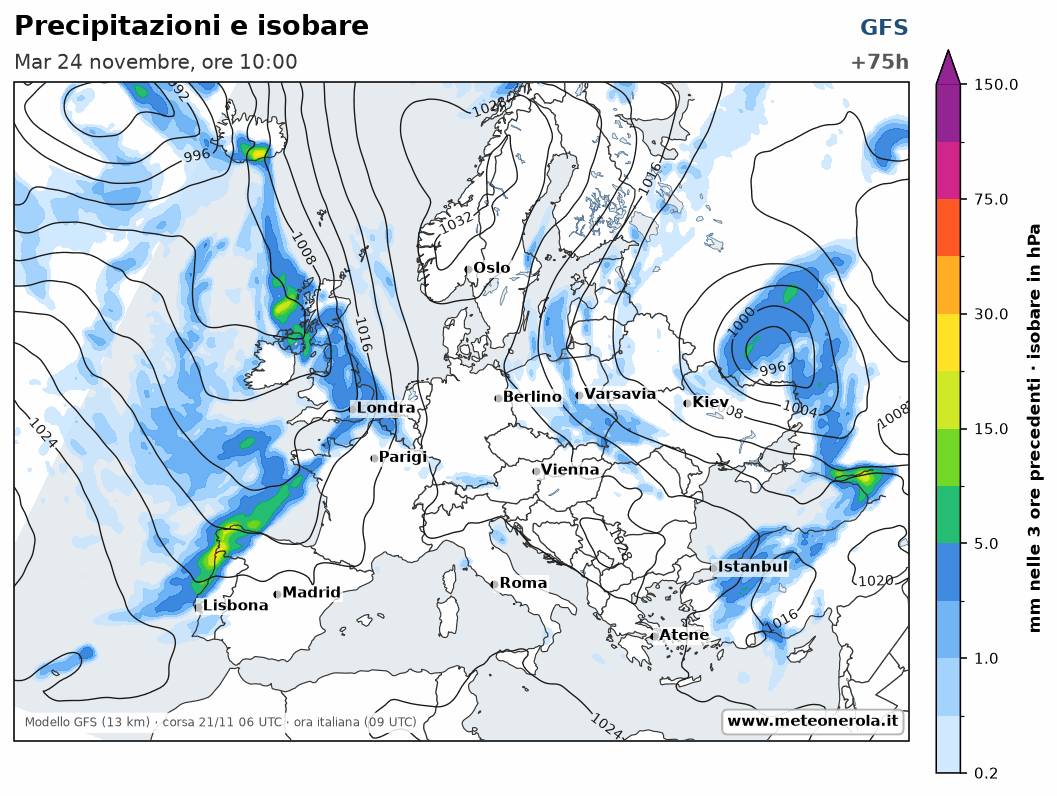 Precipitazioni e isobare
GFS
Mar 24 novembre, ore 10:00
+75h
992
1028
996
1016
1032
1008
Oslo
1000
1016
996
Berlino
Varsavia
Kiev
1008
1004
1008
Londra
1024
Parigi
Vienna
1028
Istanbul
1020
Roma
Madrid
Lisbona
1016
Atene
1024
Modello GFS (13 km) · corsa 21/11 06 UTC · ora italiana (09 UTC)
www.meteonerola.it
150.0
75.0
30.0
15.0
5.0
1.0
0.2
mm nelle 3 ore precedenti · isobare in hPa